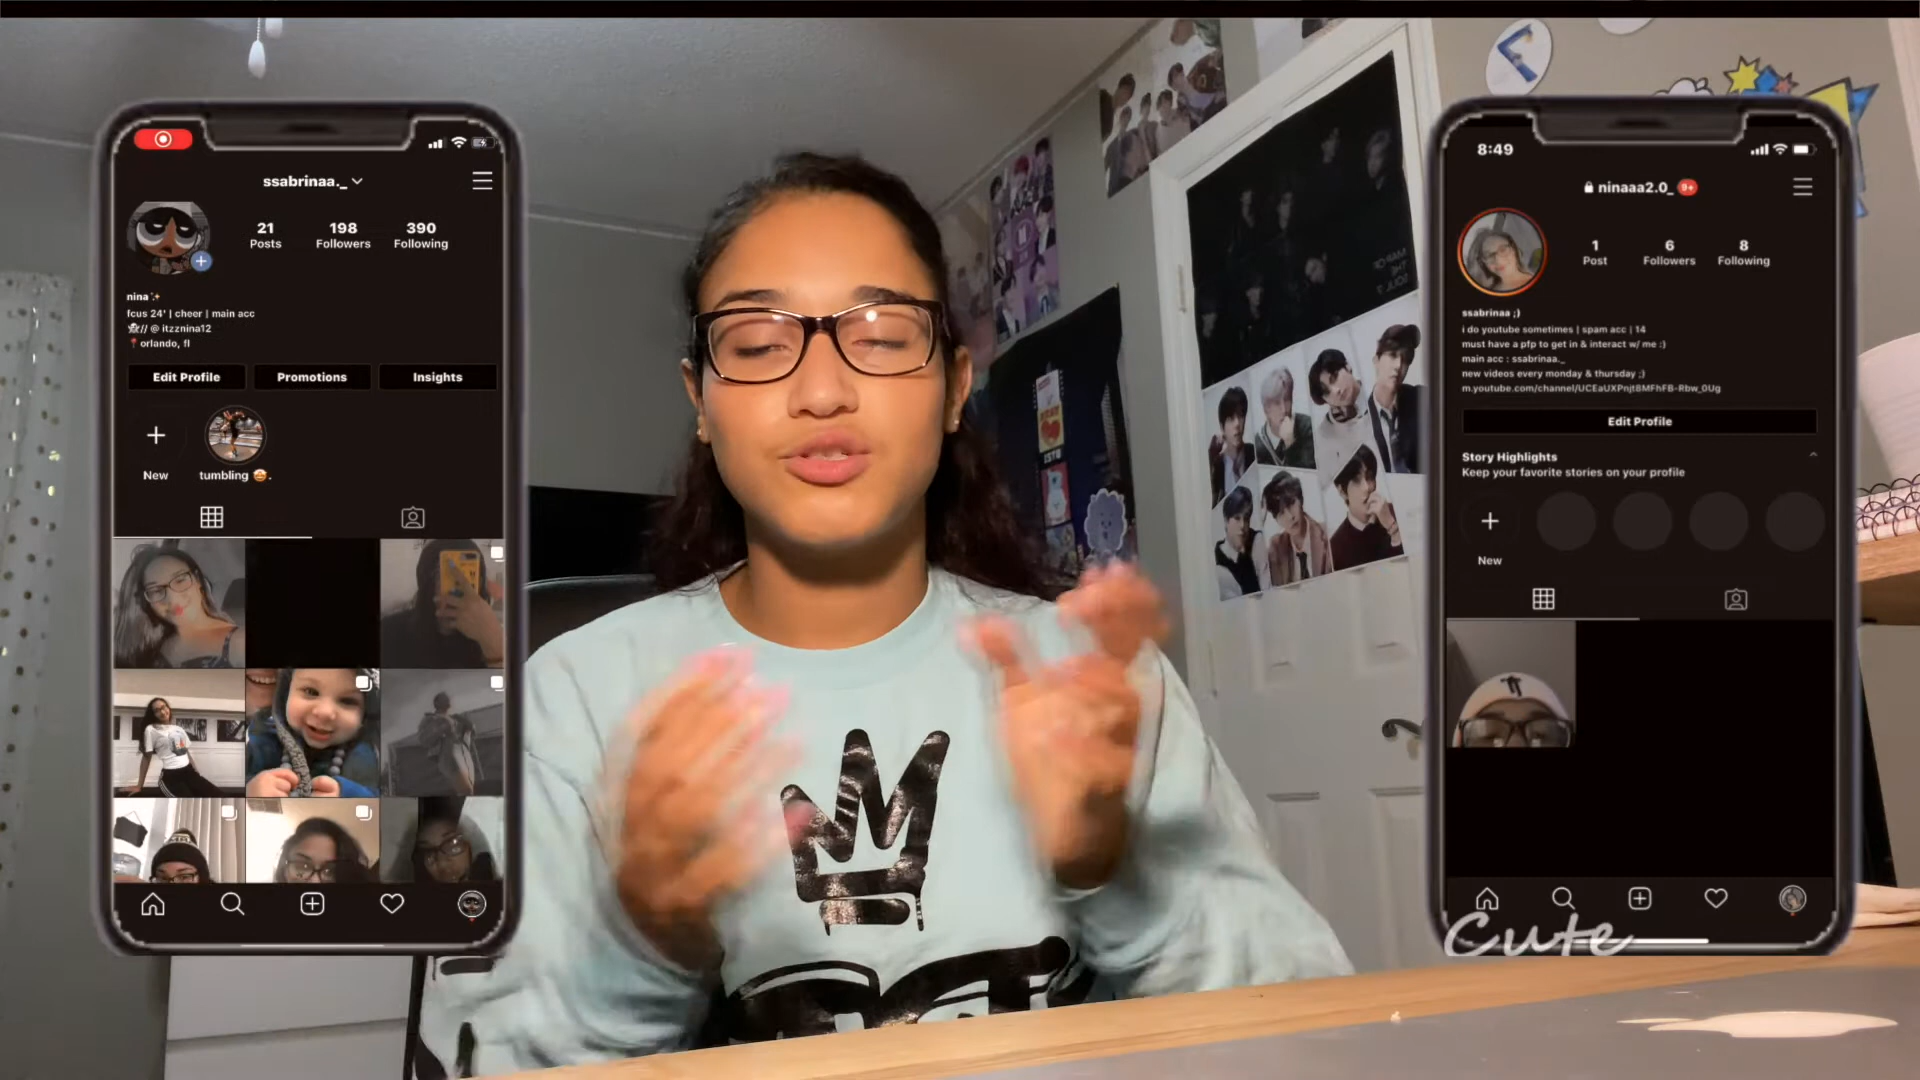 ssabrinaa._
21 198 390
Posts Followers Following
nina✨
fcus 24' | cheer | main acc
// @ itzznina12
📍orlando, fl
Edit Profile Promotions Insights
New tumbling 🤩.
8:49
🔒 ninaaa2.0_ 9+
1 6 8
Post Followers Following
ssabrinaa ;)
i do youtube sometimes | spam acc | 14
must have a pfp to get in & interact w/ me :)
main acc : ssabrinaa._
new videos every monday & thursday ;)
m.youtube.com/channel/UCEaUXPnjt8MFhFB-Rbw_0Ug
Edit Profile
Story Highlights
Keep your favorite stories on your profile
New
Cute